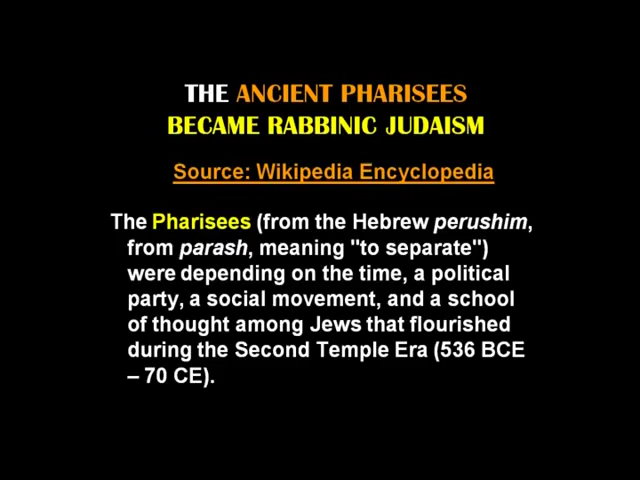 THE ANCIENT PHARISEES
BECAME RABBINIC JUDAISM
Source: Wikipedia Encyclopedia
The Pharisees (from the Hebrew perushim,
from parash, meaning "to separate")
were depending on the time, a political
party, a social movement, and a school
of thought among Jews that flourished
during the Second Temple Era (536 BCE
– 70 CE).